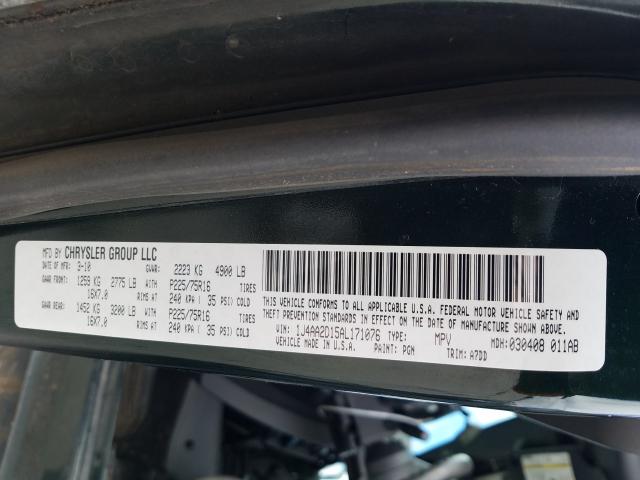 MFD BY CHRYSLER GROUP LLC
DATE OF MFR 3-10 GVWR: 2223 KG 4900 LB
GAWR FRONT: 1259 KG 2775 LB WITH P225/75R16 TIRES
16X7.0 RIMS AT 240 KPA ( 35 PSI) COLD
GAWR REAR: 1452 KG 3200 LB WITH P225/75R16 TIRES
16X7.0 RIMS AT 240 KPA ( 35 PSI) COLD
THIS VEHICLE CONFORMS TO ALL APPLICABLE U.S.A. FEDERAL MOTOR VEHICLE SAFETY AND
THEFT PREVENTION STANDARDS IN EFFECT ON THE DATE OF MANUFACTURE SHOWN ABOVE.
VIN: 1J4AA2D15AL171076 TYPE: MPV MDH: 030408 011AB
PAINT: PGN TRIM: A7DD